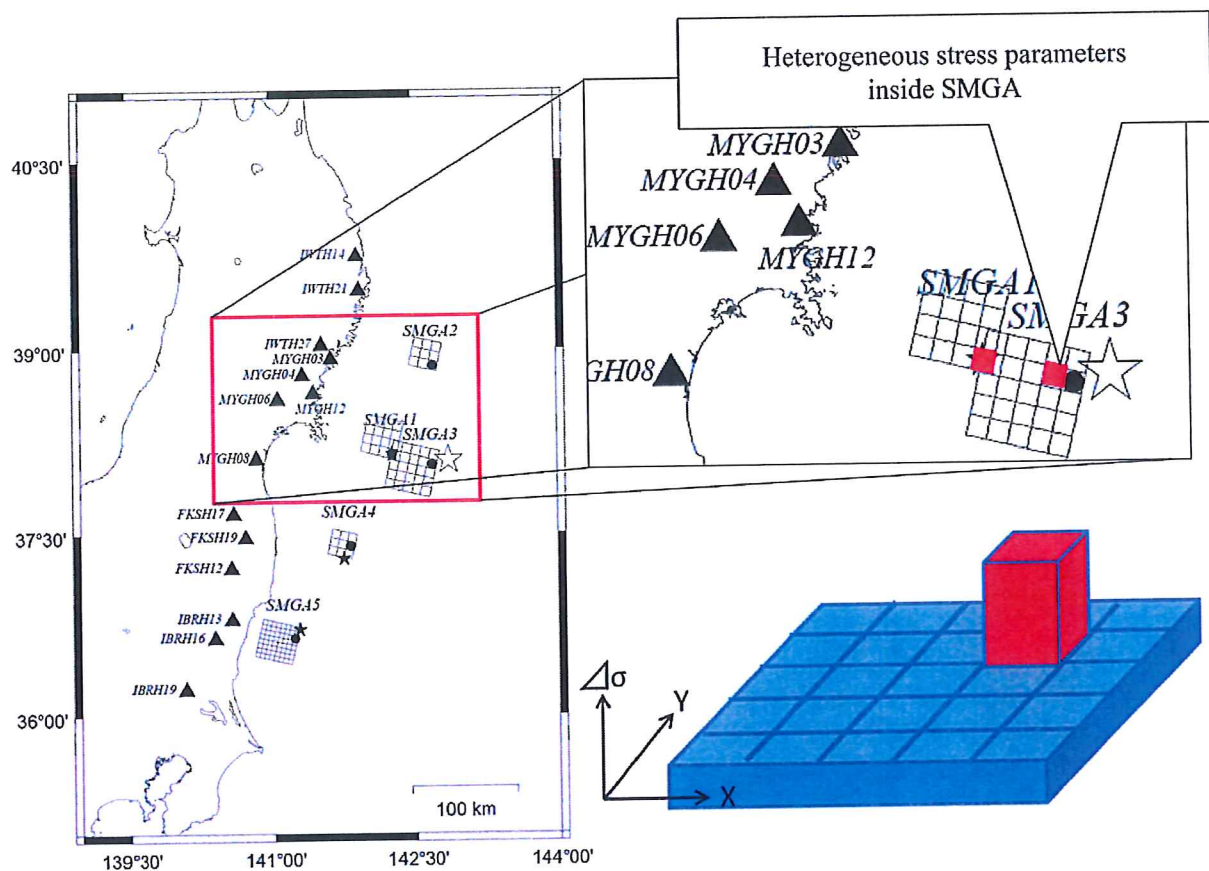 Heterogeneous stress parameters
inside SMGA
40°30'
39°00'
37°30'
36°00'
139°30'
141°00'
142°30'
144°00'
IWTH14
IWTH21
IWTH27
MYGH03
MYGH04
MYGH06
MYGH12
MYGH08
FKSH17
FKSH19
FKSH12
IBRH13
IBRH16
IBRH19
SMGA2
SMGA1
SMGA3
SMGA4
SMGA5
100 km
MYGH03
MYGH04
MYGH06
MYGH12
GH08
SMGA1
SMGA3
Δσ
Y
X